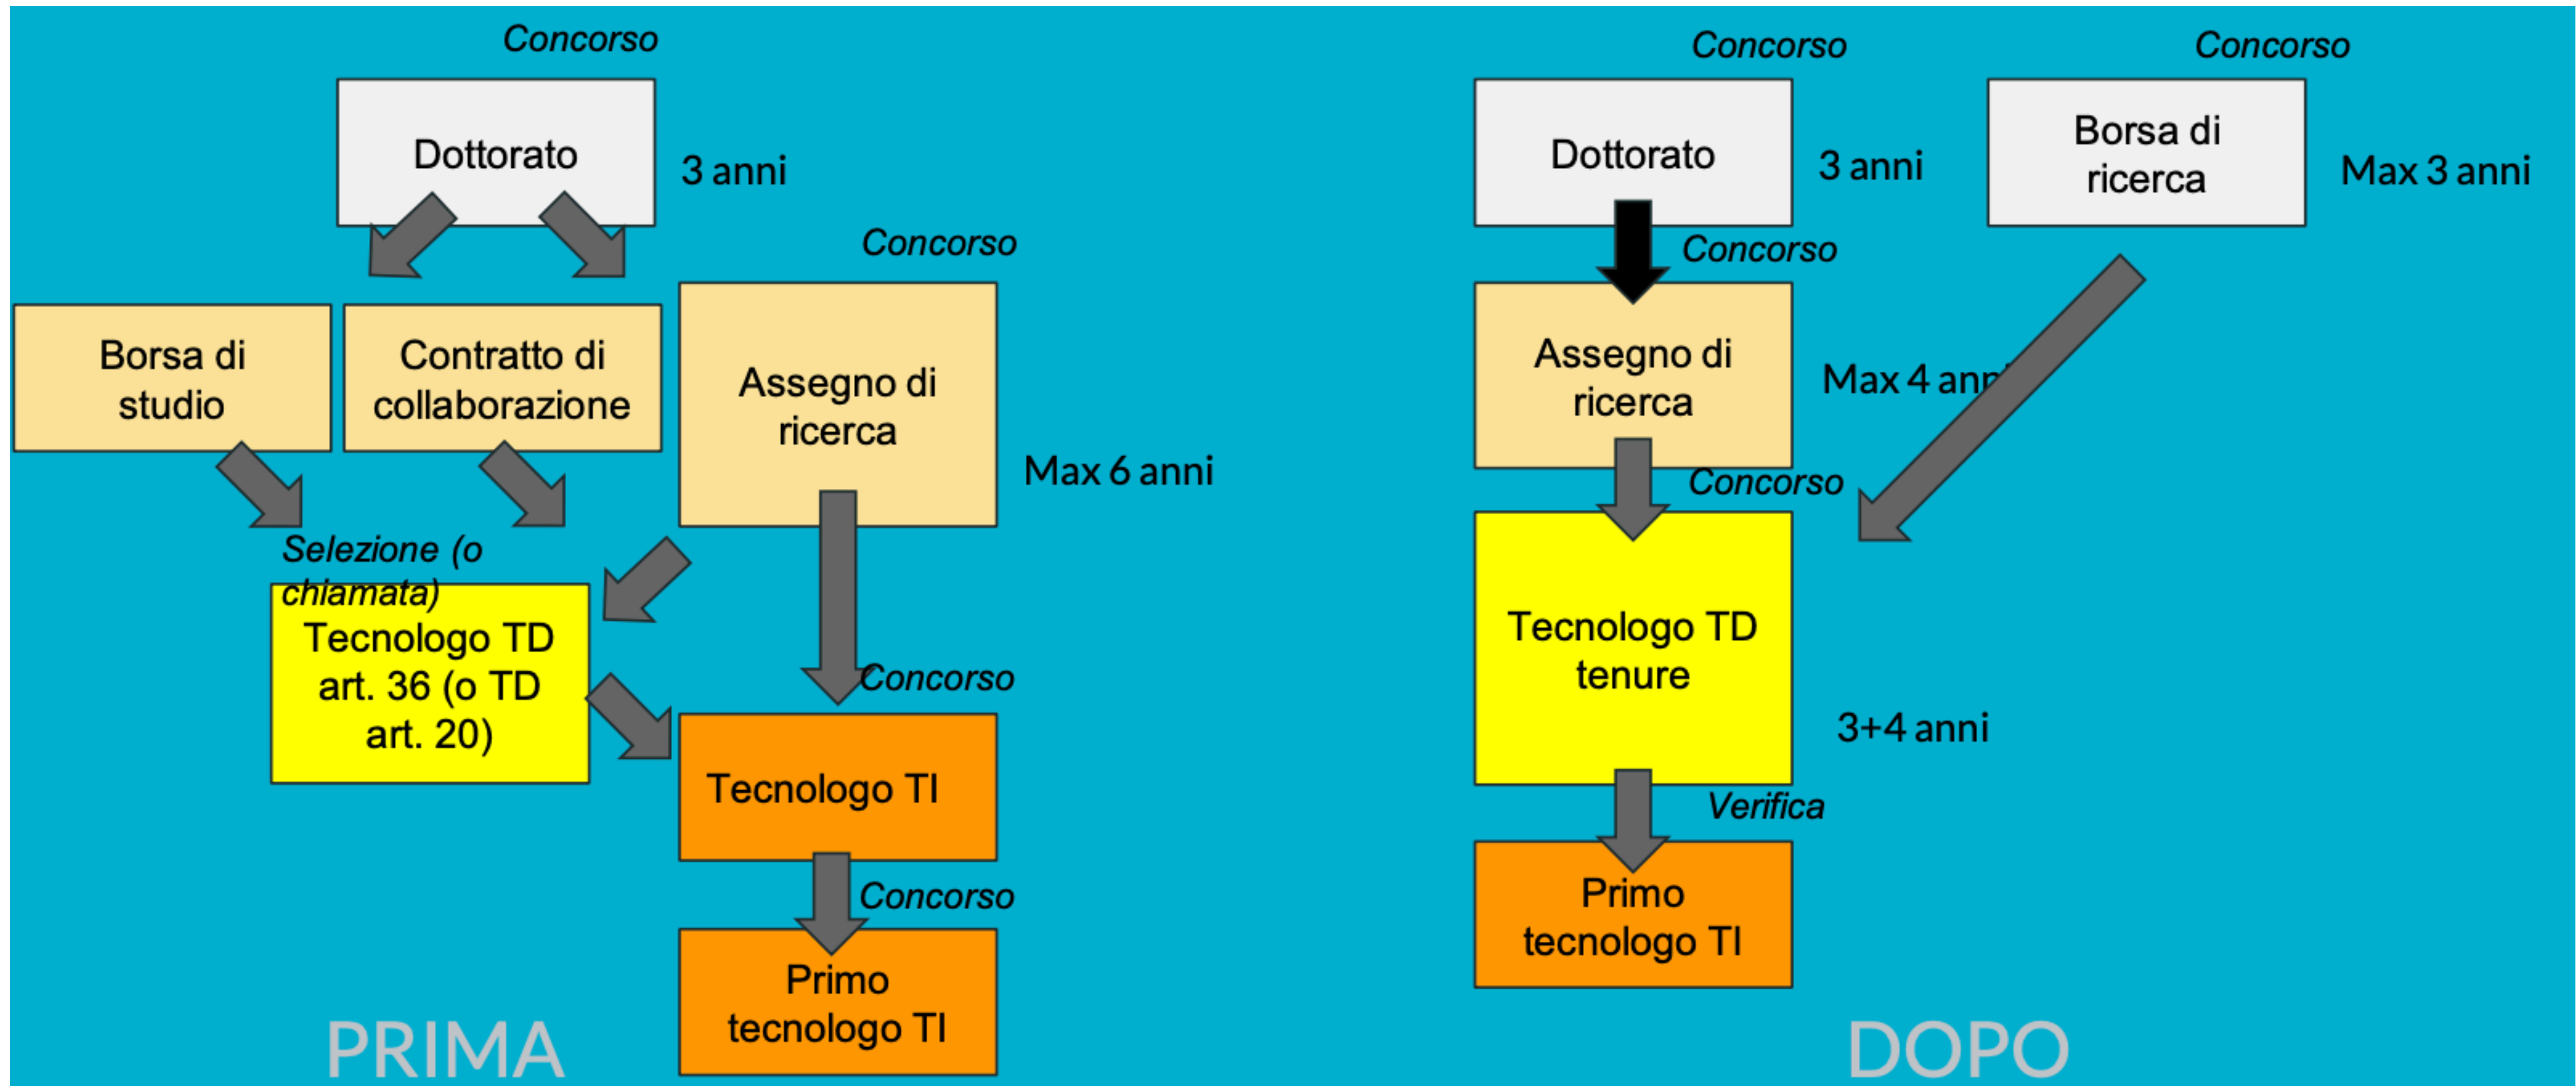 Concorso
Dottorato
3 anni
Concorso
Borsa di
studio
Contratto di
collaborazione
Assegno di
ricerca
Max 6 anni
Selezione (o
chiamata)
Tecnologo TD
art. 36 (o TD
art. 20)
Concorso
Tecnologo TI
Concorso
Primo
tecnologo TI
PRIMA
Concorso
Dottorato
3 anni
Concorso
Borsa di
ricerca
Max 3 anni
Concorso
Assegno di
ricerca
Max 4 anni
Concorso
Tecnologo TD
tenure
3+4 anni
Verifica
Primo
tecnologo TI
DOPO